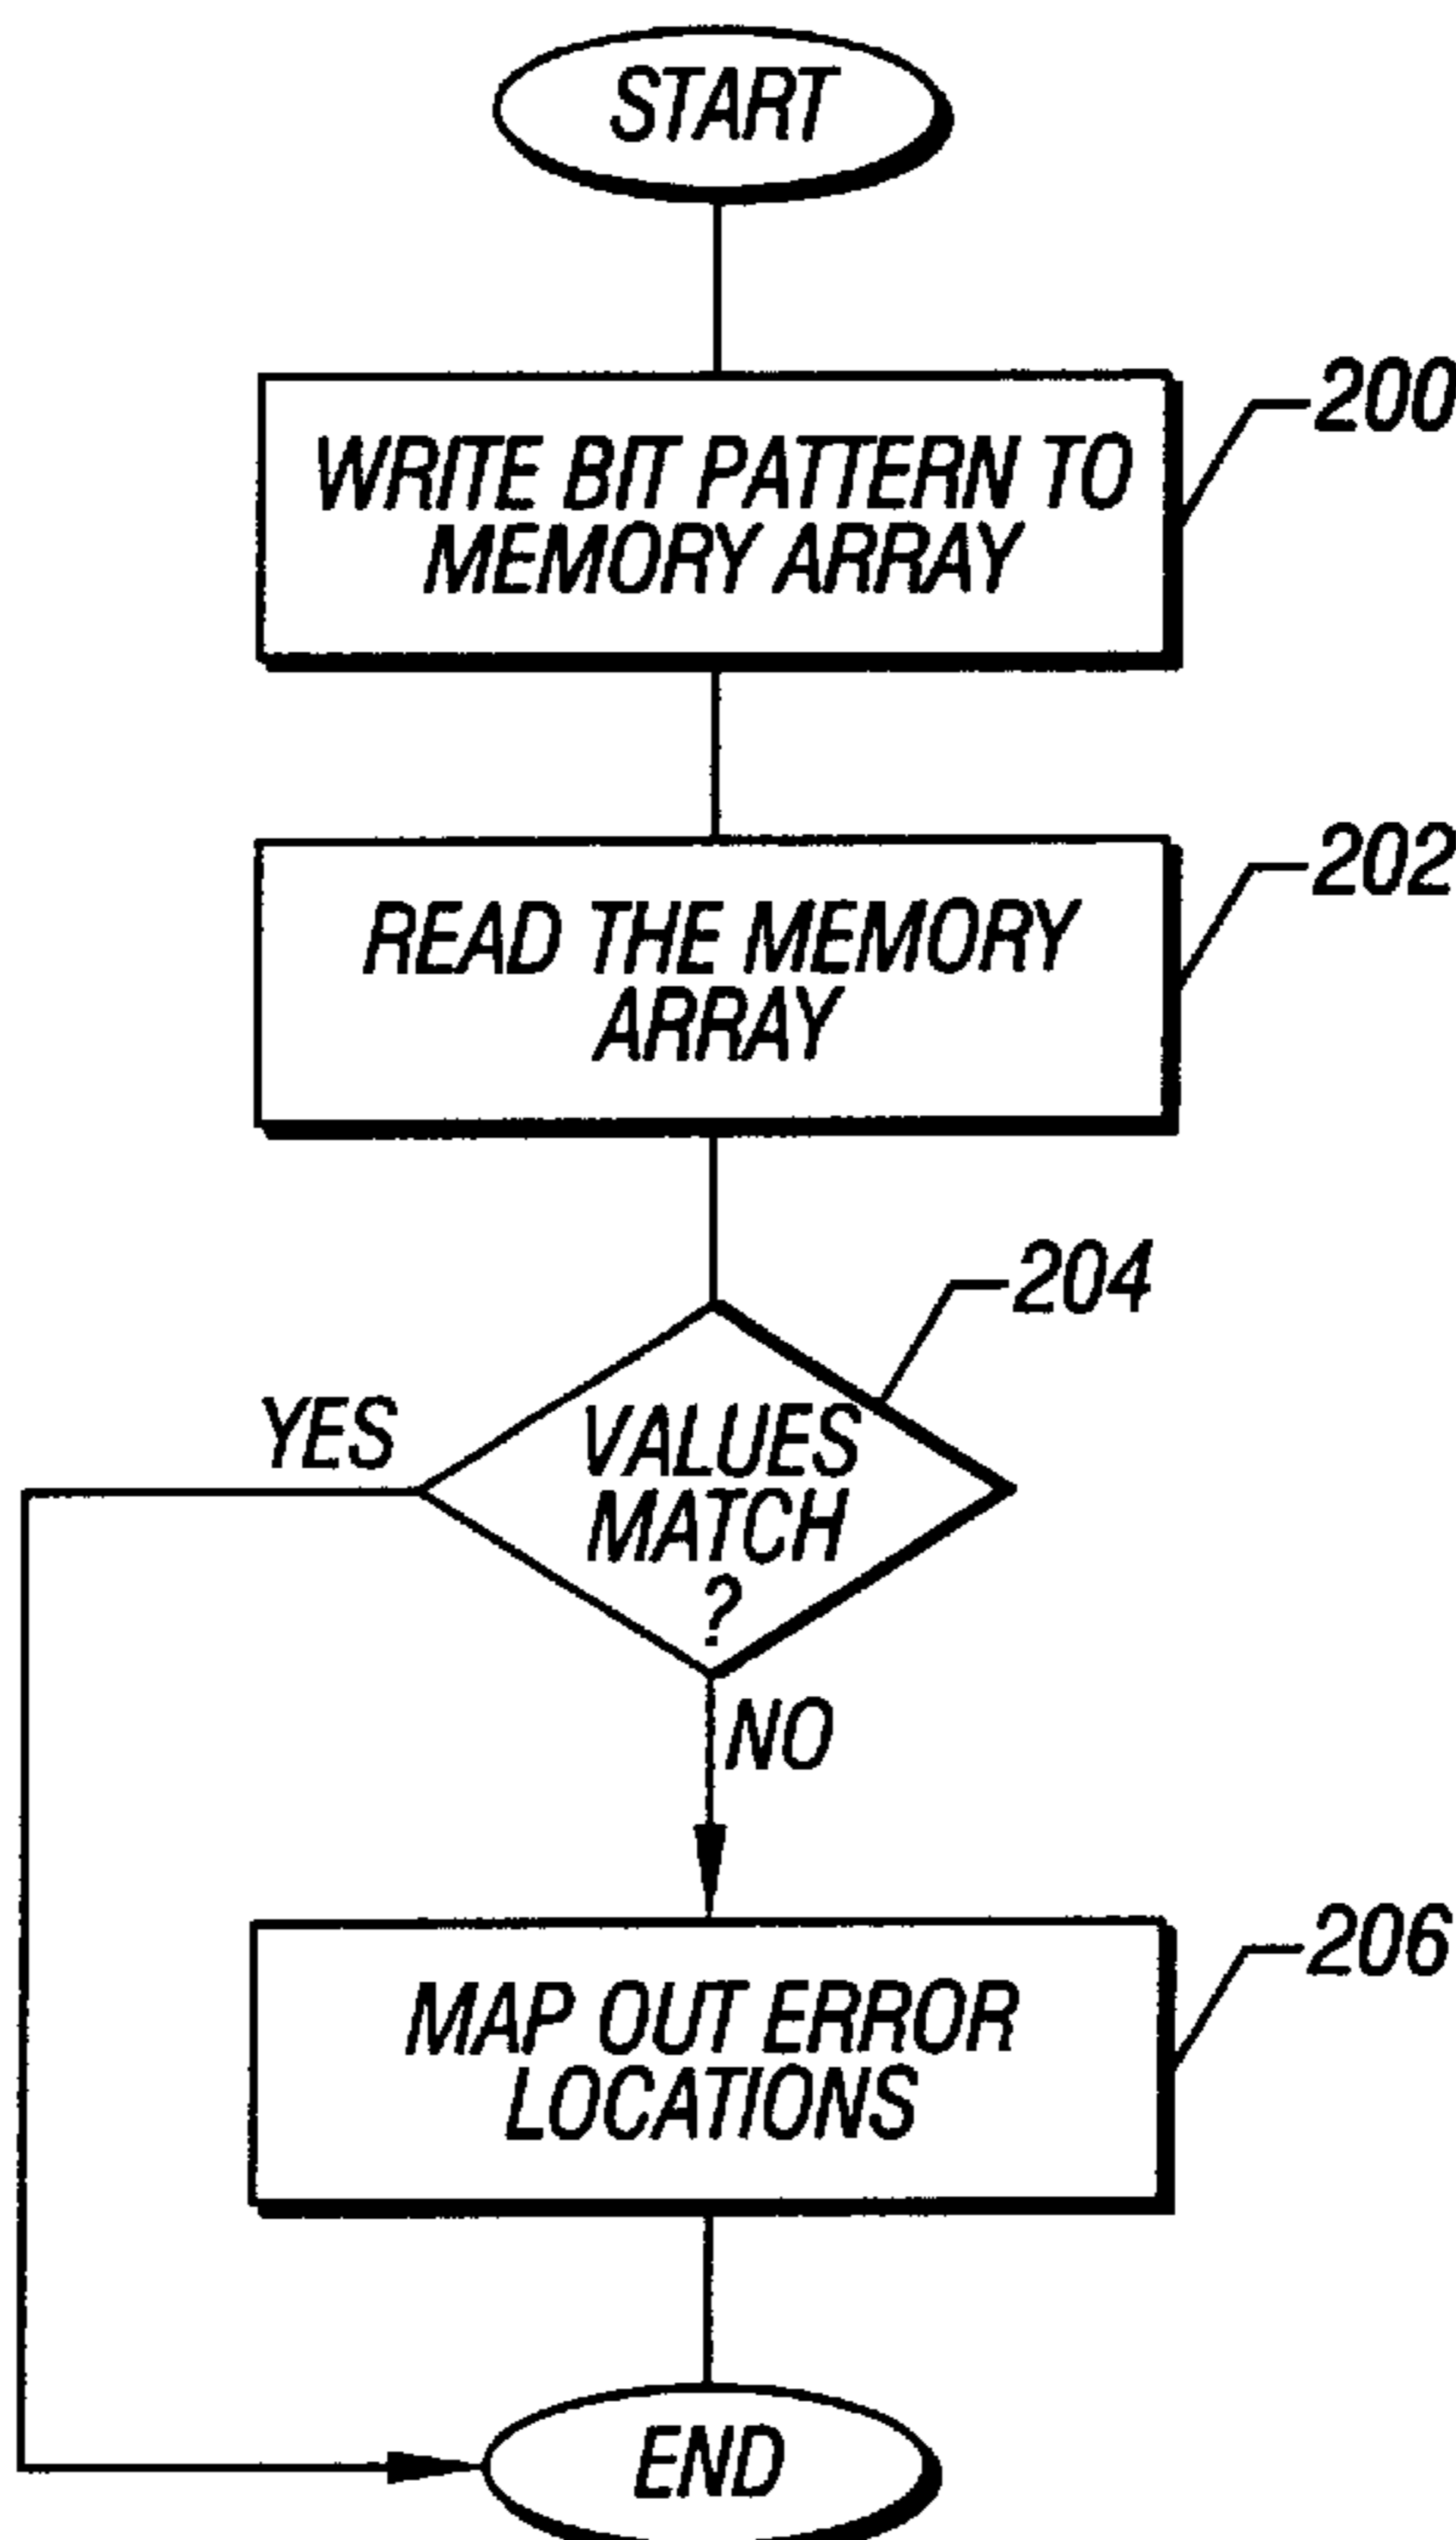 START
200
WRITE BIT PATTERN TO
MEMORY ARRAY
202
READ THE MEMORY
ARRAY
204
YES
VALUES
MATCH
?
NO
206
MAP OUT ERROR
LOCATIONS
END